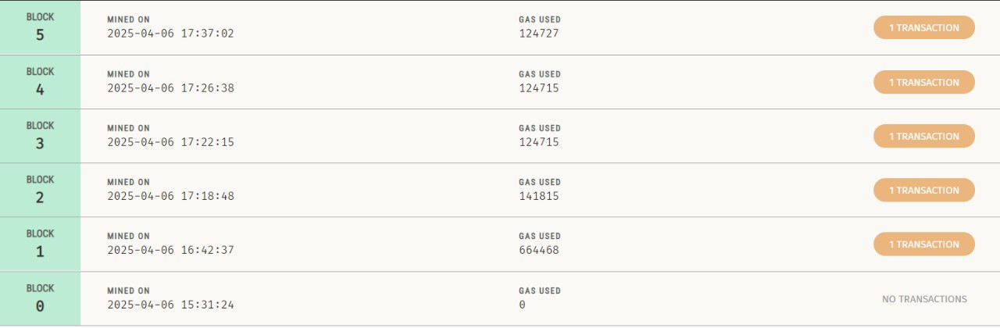 BLOCK
5
MINED ON
2025-04-06 17:37:02
GAS USED
124727
1 TRANSACTION
BLOCK
4
MINED ON
2025-04-06 17:26:38
GAS USED
124715
1 TRANSACTION
BLOCK
3
MINED ON
2025-04-06 17:22:15
GAS USED
124715
1 TRANSACTION
BLOCK
2
MINED ON
2025-04-06 17:18:48
GAS USED
141815
1 TRANSACTION
BLOCK
1
MINED ON
2025-04-06 16:42:37
GAS USED
664468
1 TRANSACTION
BLOCK
0
MINED ON
2025-04-06 15:31:24
GAS USED
0
NO TRANSACTIONS